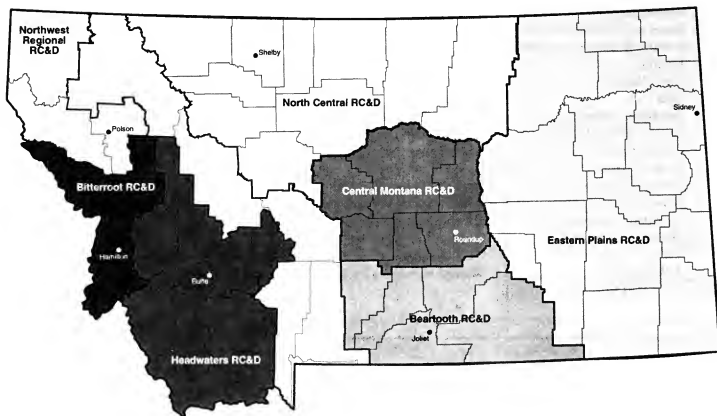 Northwest
Regional
RC&D
Shelby
North Central RC&D
Sidney
Polson
Bitterroot RC&D
Central Montana RC&D
Roundup
Eastern Plains RC&D
Hamilton
Butte
Beartooth RC&D
Joliet
Headwaters RC&D